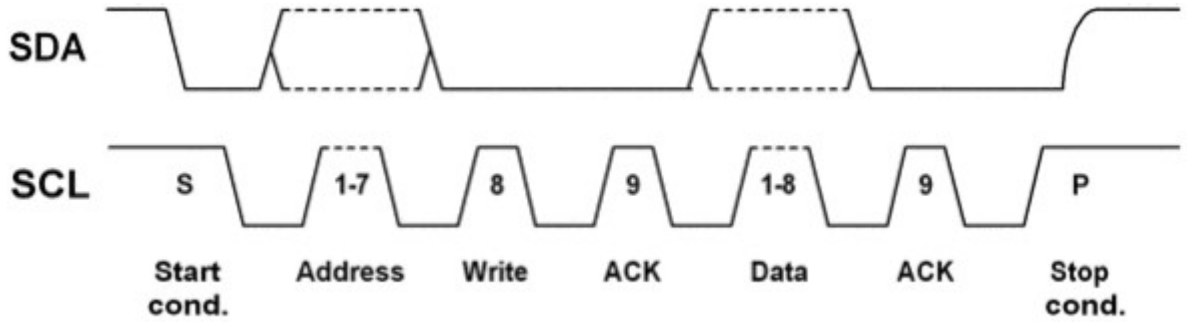 SDA
SCL
S 1-7 8 9 1-8 9 P
Start Address Write ACK Data ACK Stop
cond. cond.